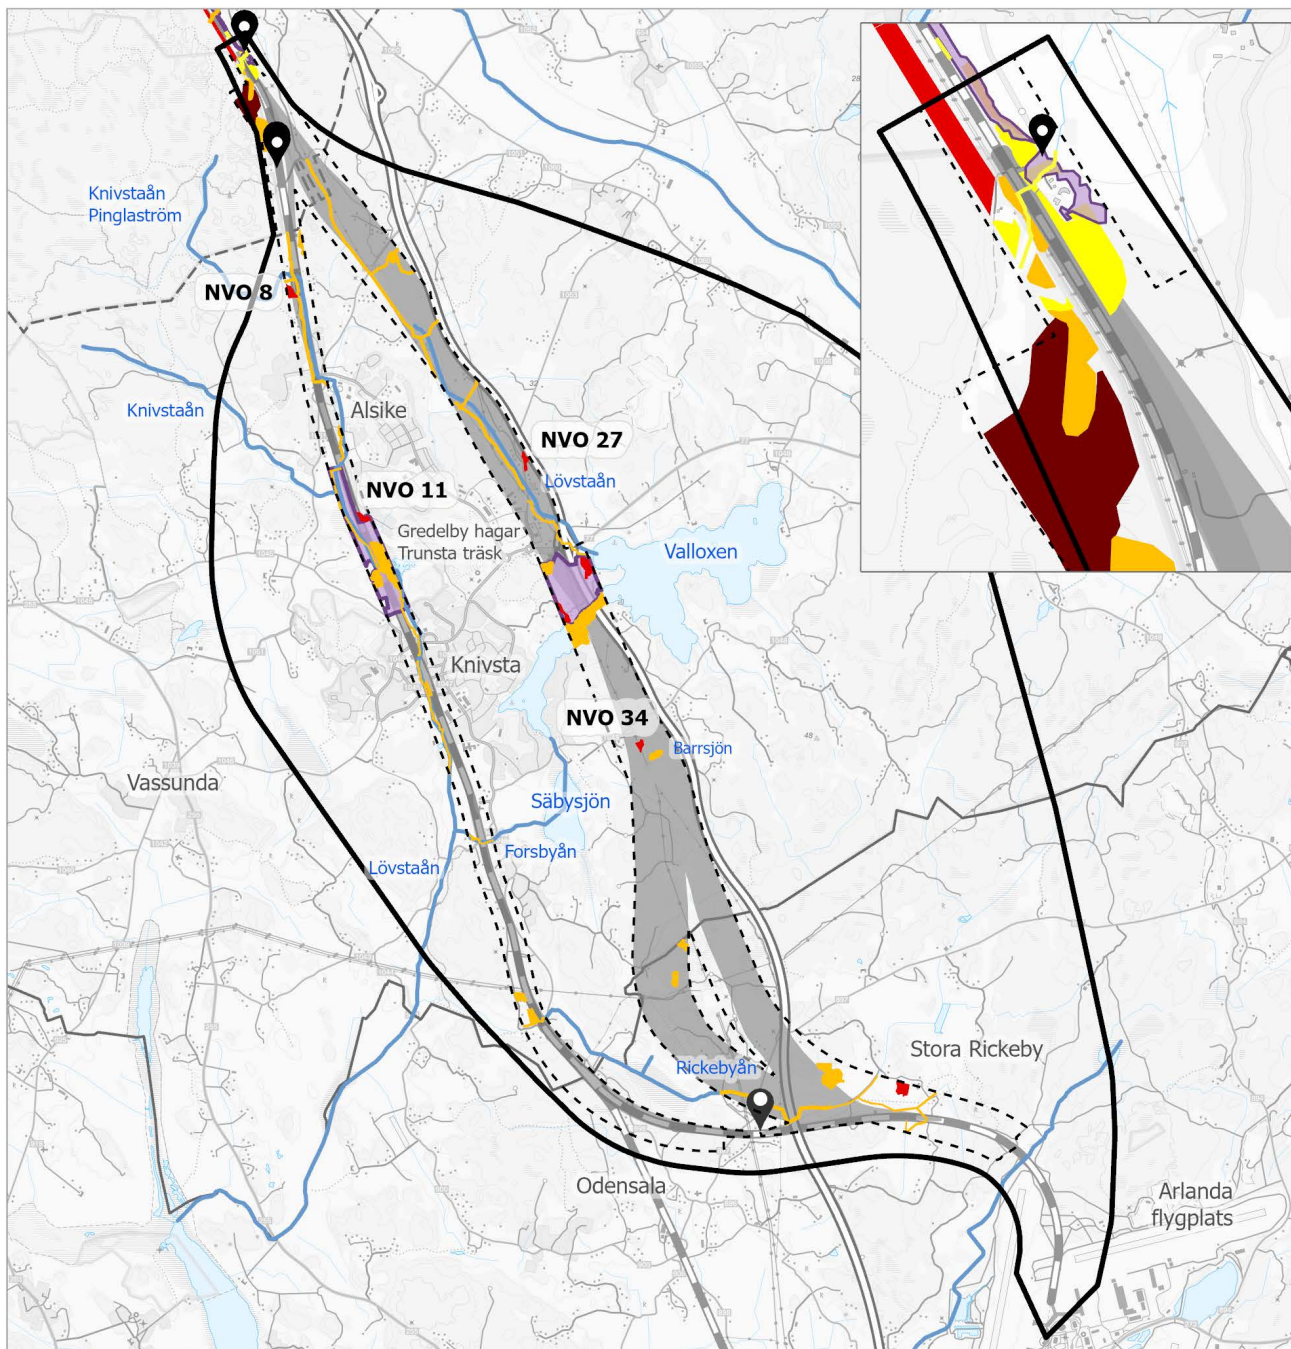 Knivstaån
Pinglaström
NVO 8
Knivstaån
Alsike
NVO 27
Lövstaån
NVO 11
Gredelby hagar
Trunsta träsk
Valloxen
Knivsta
NVO 34
Barrsjön
Vassunda
Säbysjön
Forsbyån
Lövstaån
Stora Rickeby
Rickebyån
Odensala
Arlanda
flygplats